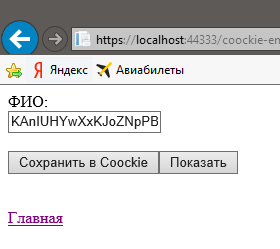 https://localhost:44333/coockie-en
Яндекс Авиабилеты
ФИО:
KAnIUHYwXxKJoZNpPB
Сохранить в Coockie Показать
Главная